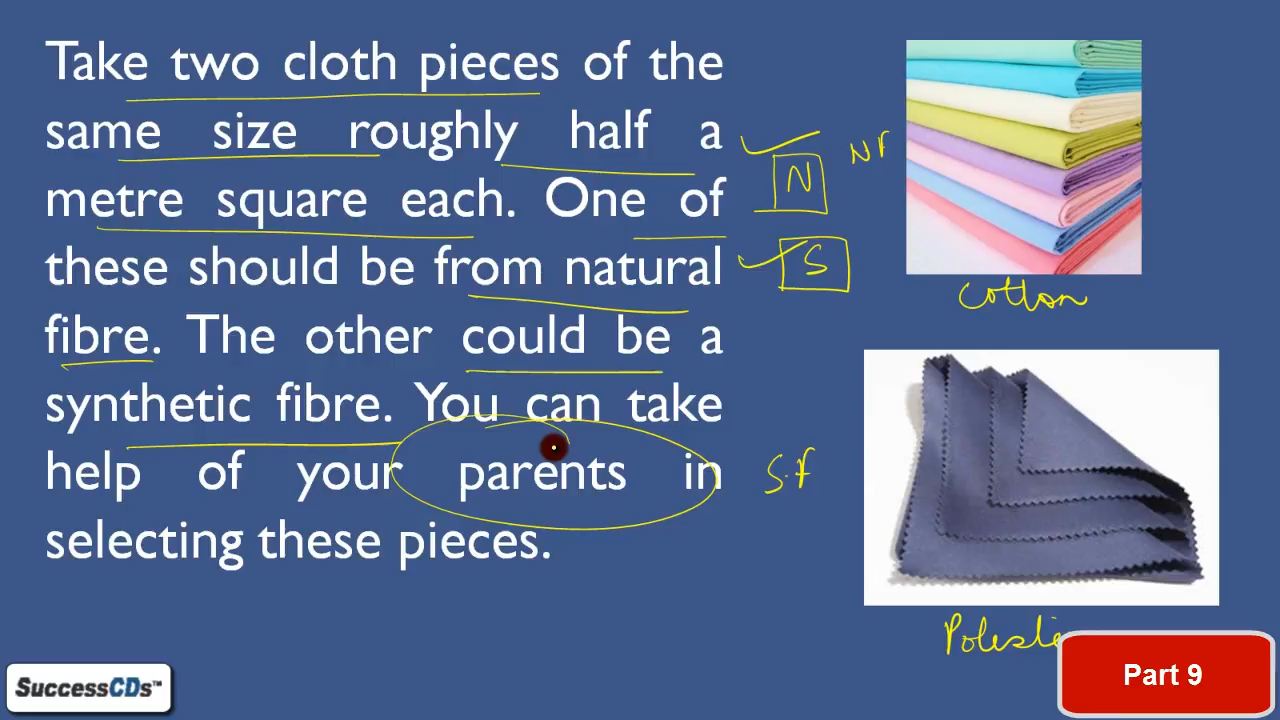 Take two cloth pieces of the
same size roughly half a
metre square each. One of
these should be from natural
fibre. The other could be a
synthetic fibre. You can take
help of your parents in
selecting these pieces.
N
N F
S
Cotton
S.F
Part 9
SuccessCDs™